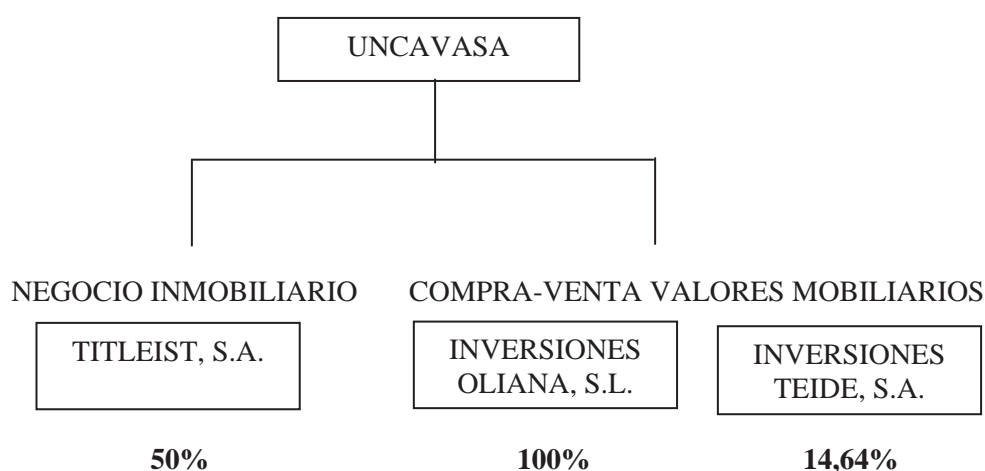 UNCAVASA
NEGOCIO INMOBILIARIO
COMPRA-VENTA VALORES MOBILIARIOS
TITLEIST, S.A.
INVERSIONES
OLIANA, S.L.
INVERSIONES
TEIDE, S.A.
50%
100%
14,64%